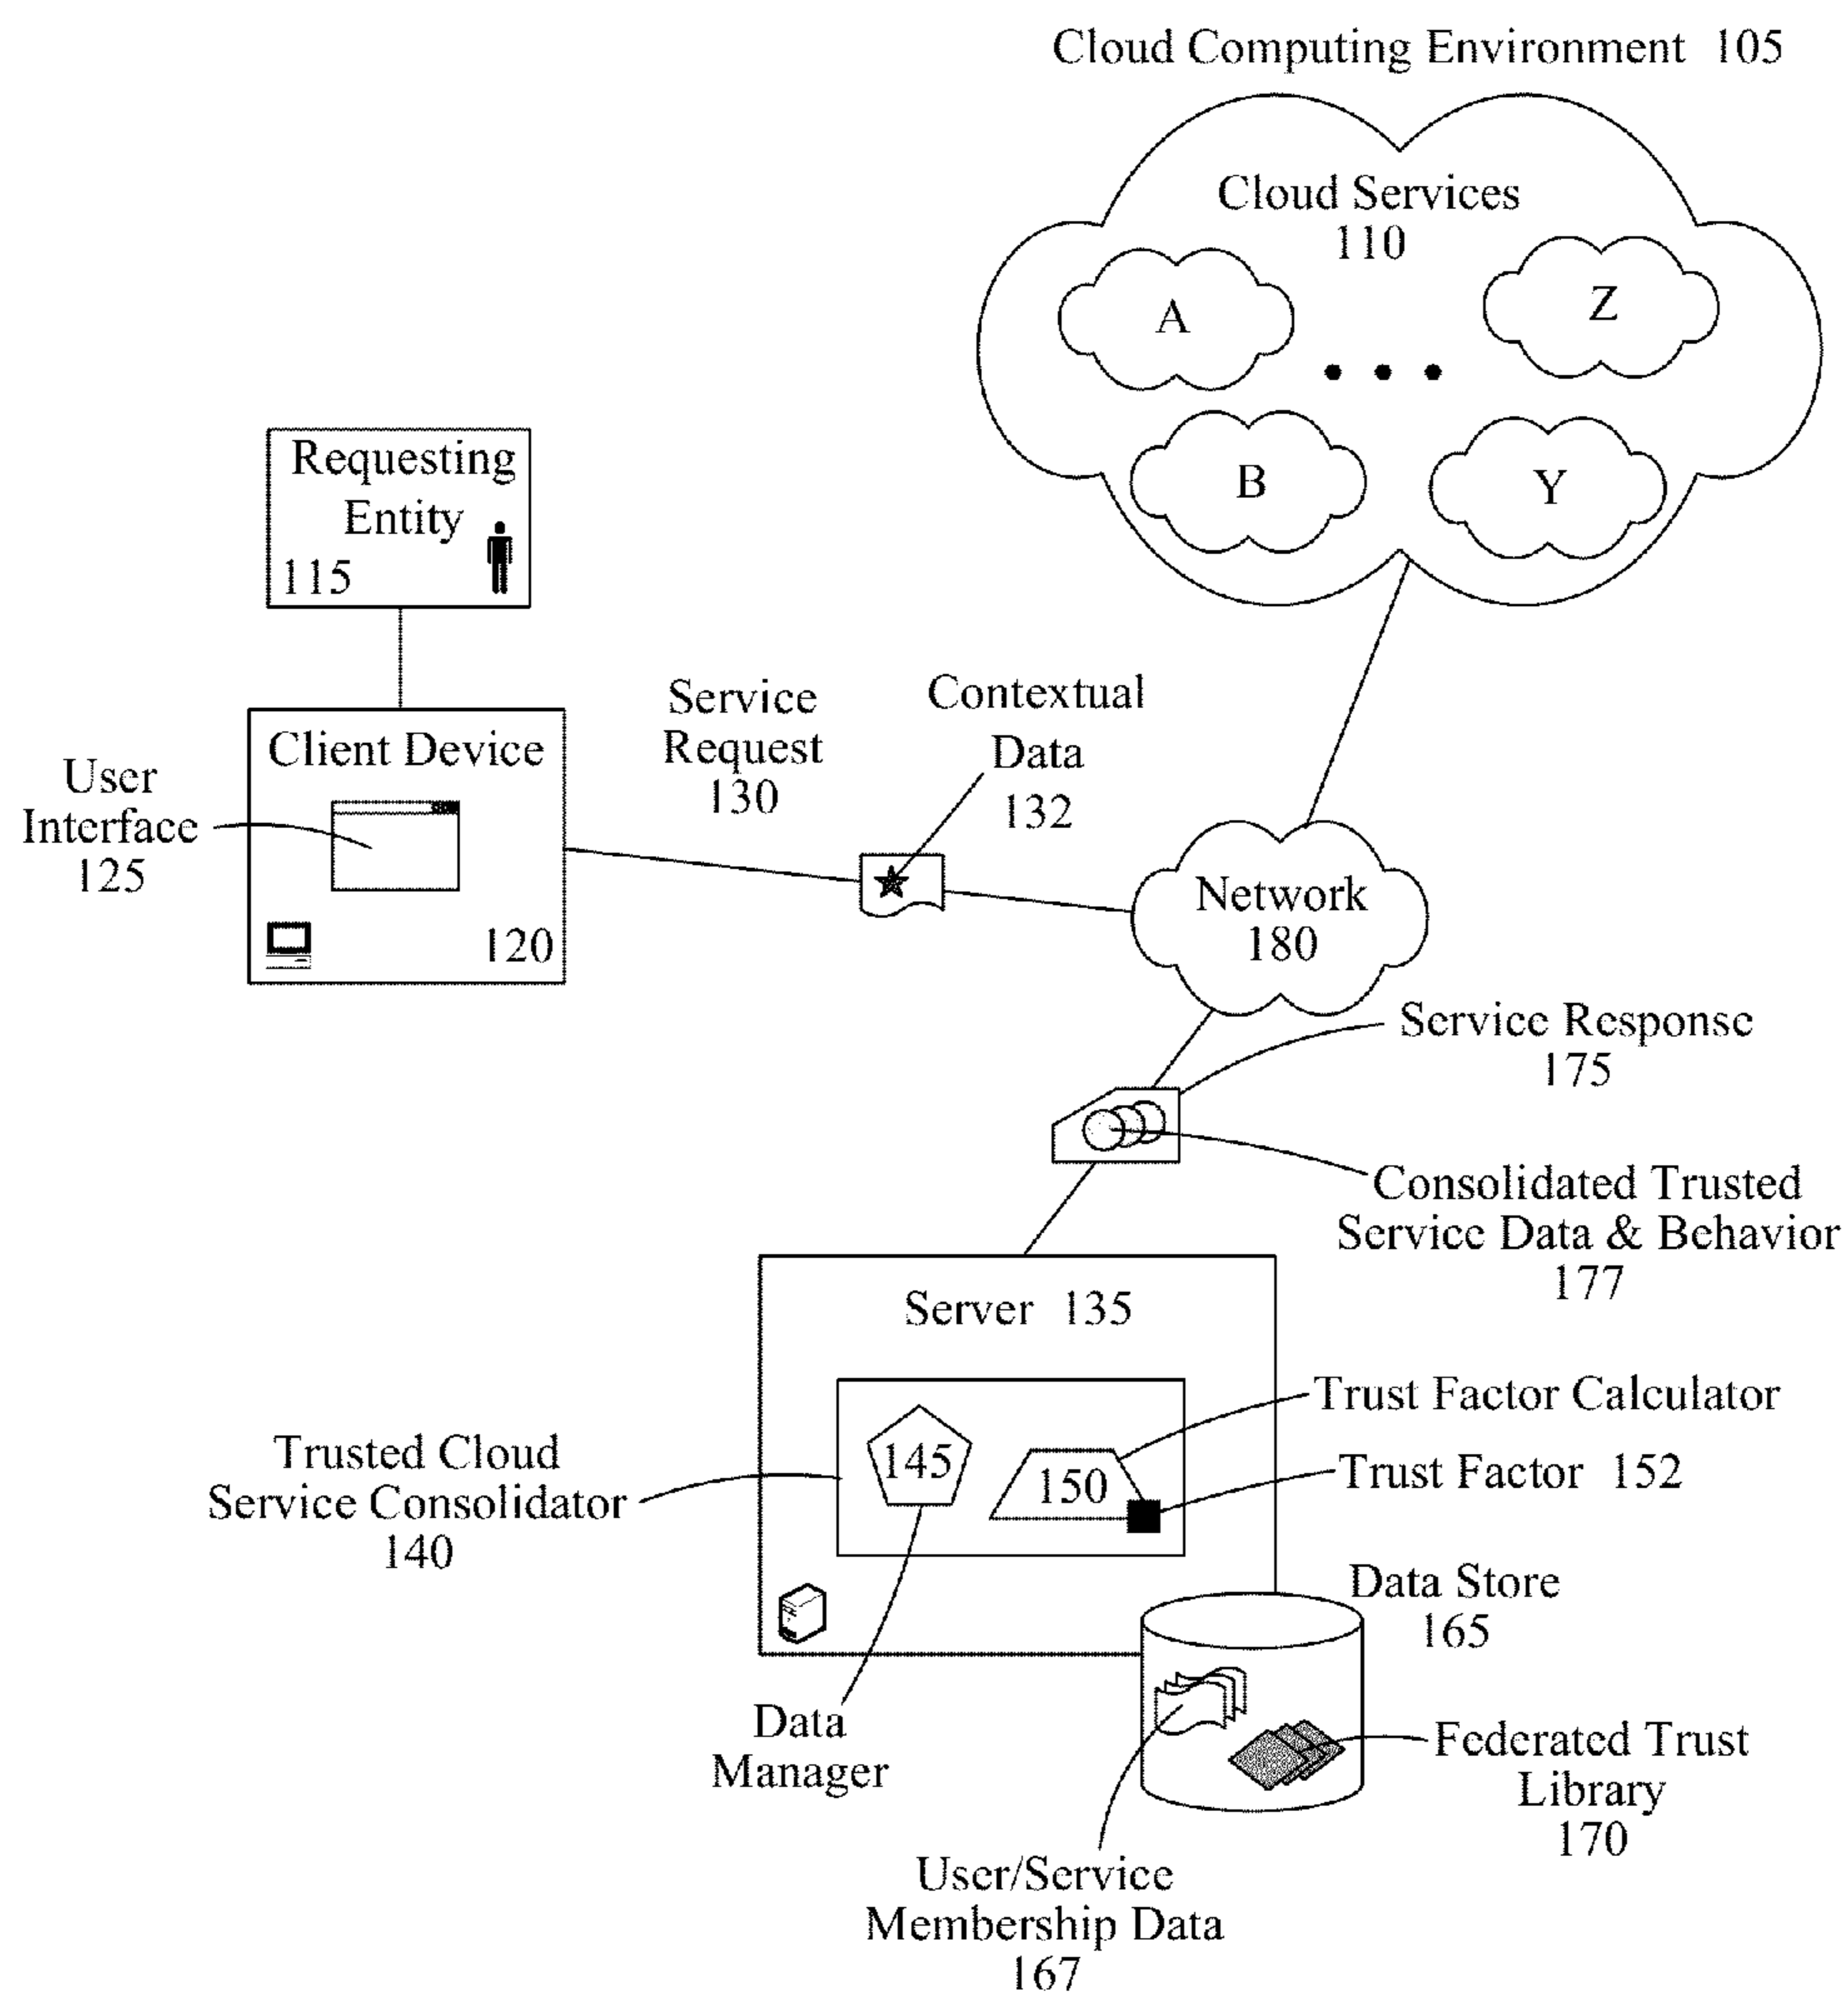 Cloud Computing Environment 105
Cloud Services
110
A
Z
B
Y
Requesting
Entity
115
Client Device
120
User
Interface
125
Service
Request
130
Contextual
Data
132
Network
180
Service Response
175
Consolidated Trusted
Service Data & Behavior
177
Server 135
145
150
Trust Factor Calculator
Trust Factor 152
Trusted Cloud
Service Consolidator
140
Data Store
165
Data
Manager
Federated Trust
Library
170
User/Service
Membership Data
167